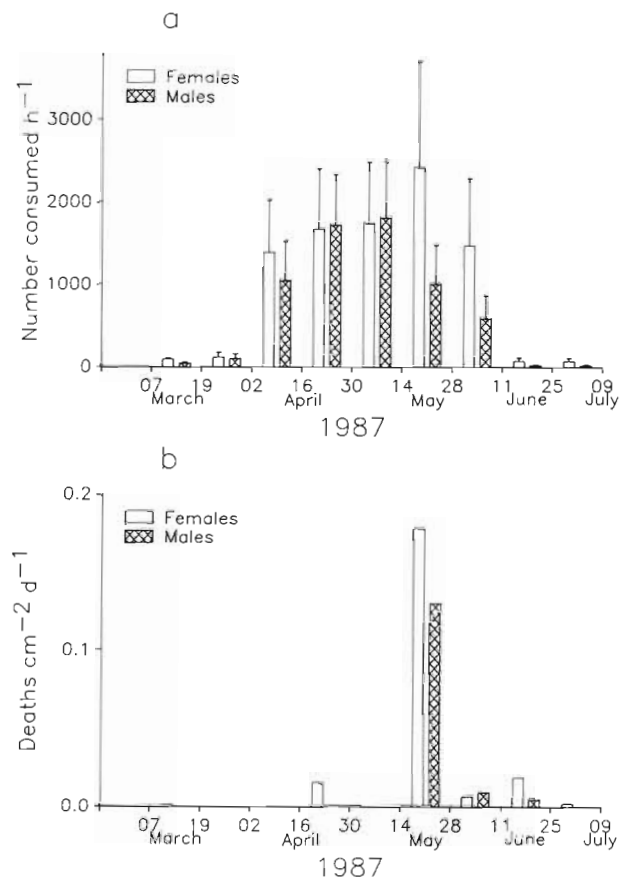 a
Number consumed h−1
3000
2000
1000
0
Females
Males
07 19 02 16 30 14 28 11 25 09
March April May June July
1987
b
Deaths cm−2 d−1
0.2
0.1
0.0
Females
Males
07 19 02 16 30 14 28 11 25 09
March April May June July
1987